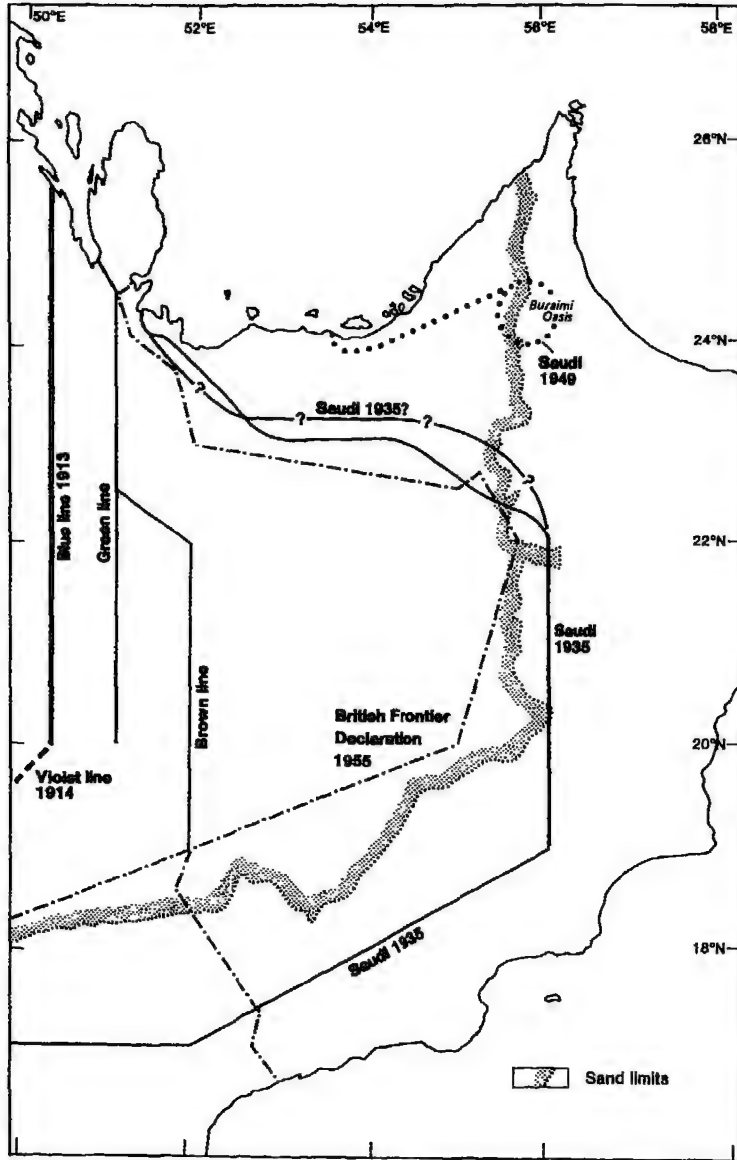 50°E
52°E
54°E
56°E
58°E
26°N
Buraimi
Oasis
24°N
Saudi
1949
?
?
Saudi 1935?
?
?
Blue line 1913
Green line
22°N
Saudi
1935
Brown line
British Frontier
Declaration
1955
20°N
Violet line
1914
18°N
Saudi 1935
Sand limits